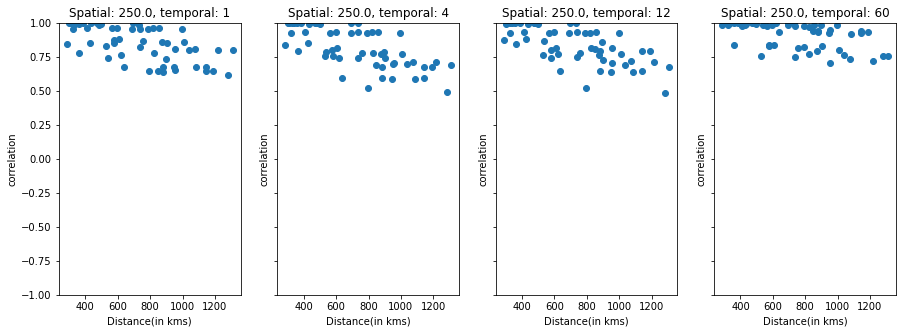 Spatial: 250.0, temporal: 1
Spatial: 250.0, temporal: 4
Spatial: 250.0, temporal: 12
Spatial: 250.0, temporal: 60
1.00
0.75
0.50
0.25
0.00
−0.25
−0.50
−0.75
−1.00
correlation
correlation
correlation
correlation
400 600 800 1000 1200
400 600 800 1000 1200
400 600 800 1000 1200
400 600 800 1000 1200
Distance(in kms)
Distance(in kms)
Distance(in kms)
Distance(in kms)